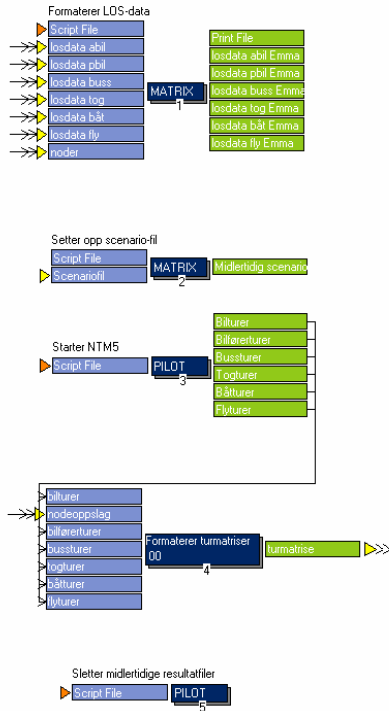 Formaterer LOS-data
Script File
losdata abil
losdata pbil
losdata buss
losdata tog
losdata båt
losdata fly
noder
MATRIX
1
Print File
losdata abil Emma
losdata pbil Emma
losdata buss Emma
losdata tog Emma
losdata båt Emma
losdata fly Emma
Setter opp scenario-fil
Script File
Scenariofil
MATRIX
2
Midlertidig scenario
Starter NTM5
Script File
PILOT
3
Bilturer
Bilførerturer
Bussturer
Togturer
Båtturer
Flyturer
bilturer
nodeoppslag
bilførerturer
bussturer
togturer
båtturer
flyturer
Formaterer turmatriser
00
4
turmatrise
Sletter midlertidige resultatfiler
Script File
PILOT
5